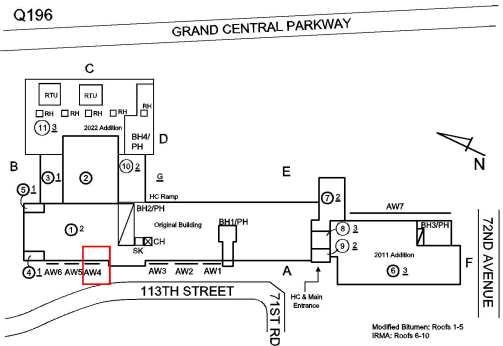 Q196
GRAND CENTRAL PARKWAY
C
RTU RTU
RH RH RH RH RH
11 3 2022 Addition
BH4/
PH
D
B
3 1
2
10 2
G
E
5 1
HC Ramp
7 2
AW7
N
BH2/PH
1 2
Original Building
BH1/PH
8 3
BH3/PH
SK CH
9 2
2011 Addition
4 1
AW6 AW5 AW4 AW3 AW2 AW1
A
6 3
F
HC & Main
Entrance
113TH STREET
71ST RD
72ND AVENUE
Modified Bitumen: Roofs 1-5
IRMA: Roofs 6-10